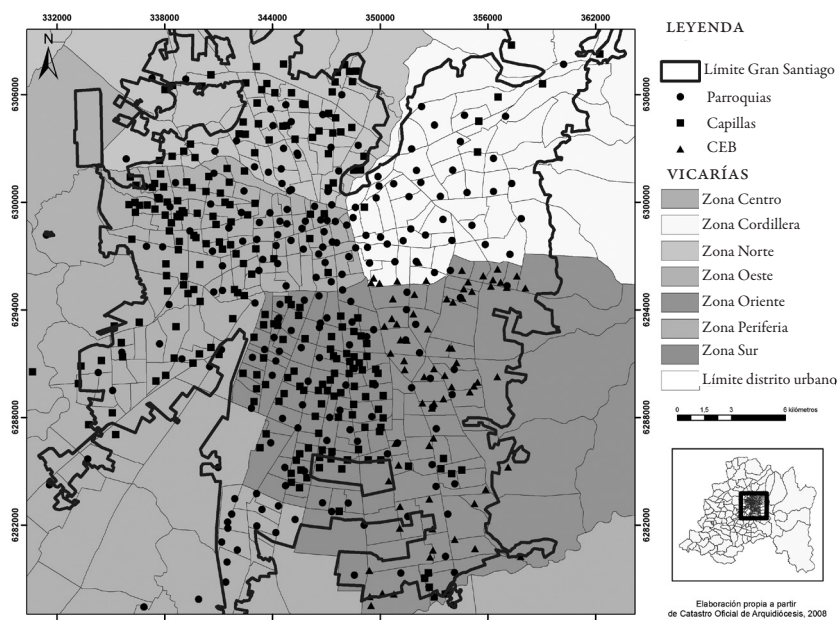 332000 338000 344000 350000 356000 362000
N
6306000
6300000
6294000
6288000
6282000
LEYENDA
Límite Gran Santiago
Parroquias
Capillas
CEB
VICARÍAS
Zona Centro
Zona Cordillera
Zona Norte
Zona Oeste
Zona Oriente
Zona Periferia
Zona Sur
Límite distrito urbano
0 1,5 3 6 kilómetros
Elaboración propia a partir
de Catastro Oficial de Arquidiócesis, 2008